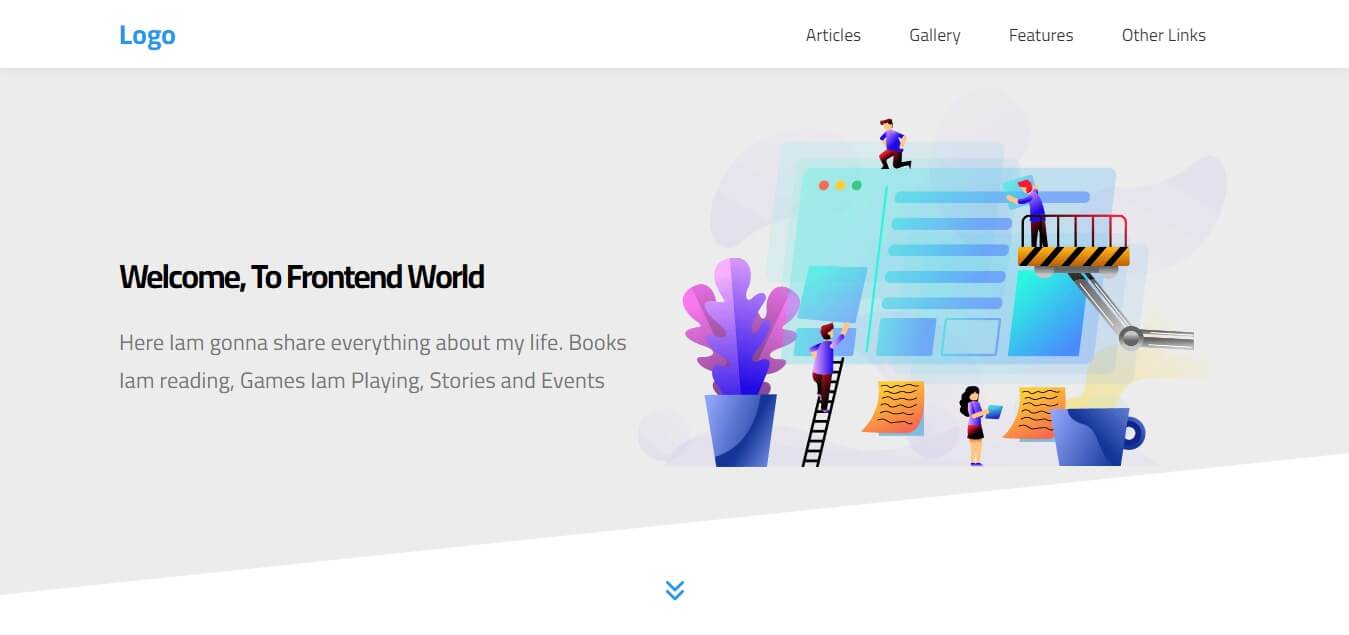 Logo
Articles
Gallery
Features
Other Links
Welcome, To Frontend World
Here Iam gonna share everything about my life. Books
Iam reading, Games Iam Playing, Stories and Events